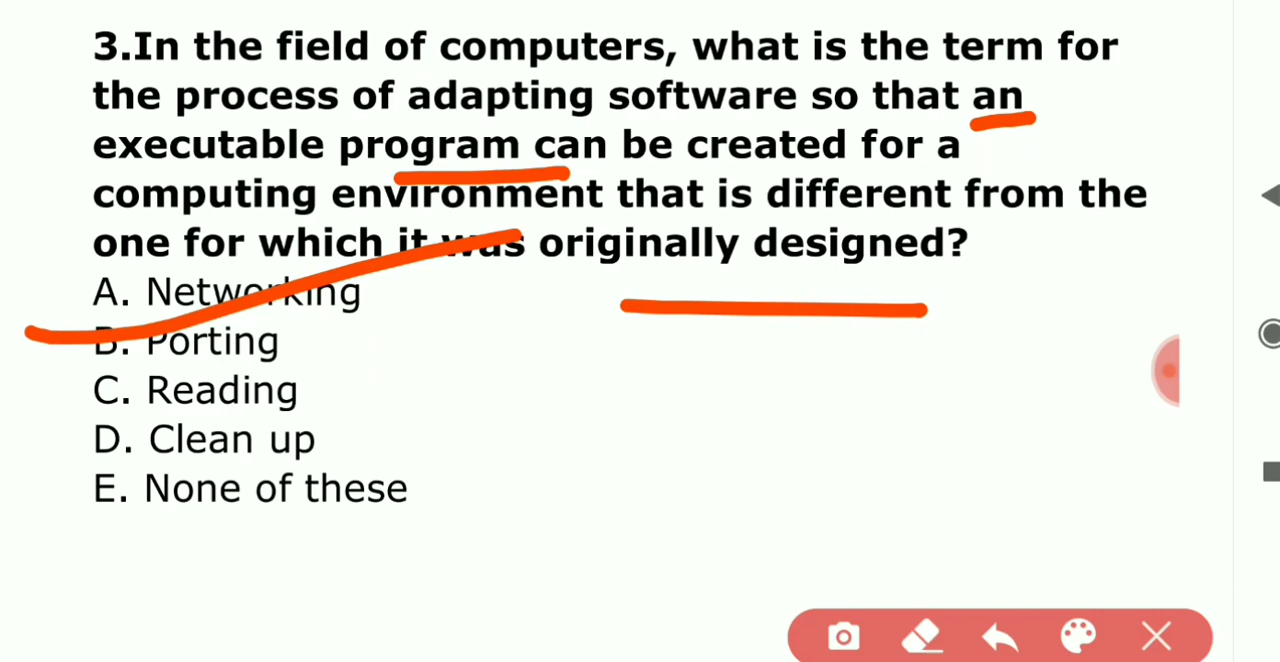 3.In the field of computers, what is the term for
the process of adapting software so that an
executable program can be created for a
computing environment that is different from the
one for which it was originally designed?
A. Networking
B. Porting
C. Reading
D. Clean up
E. None of these